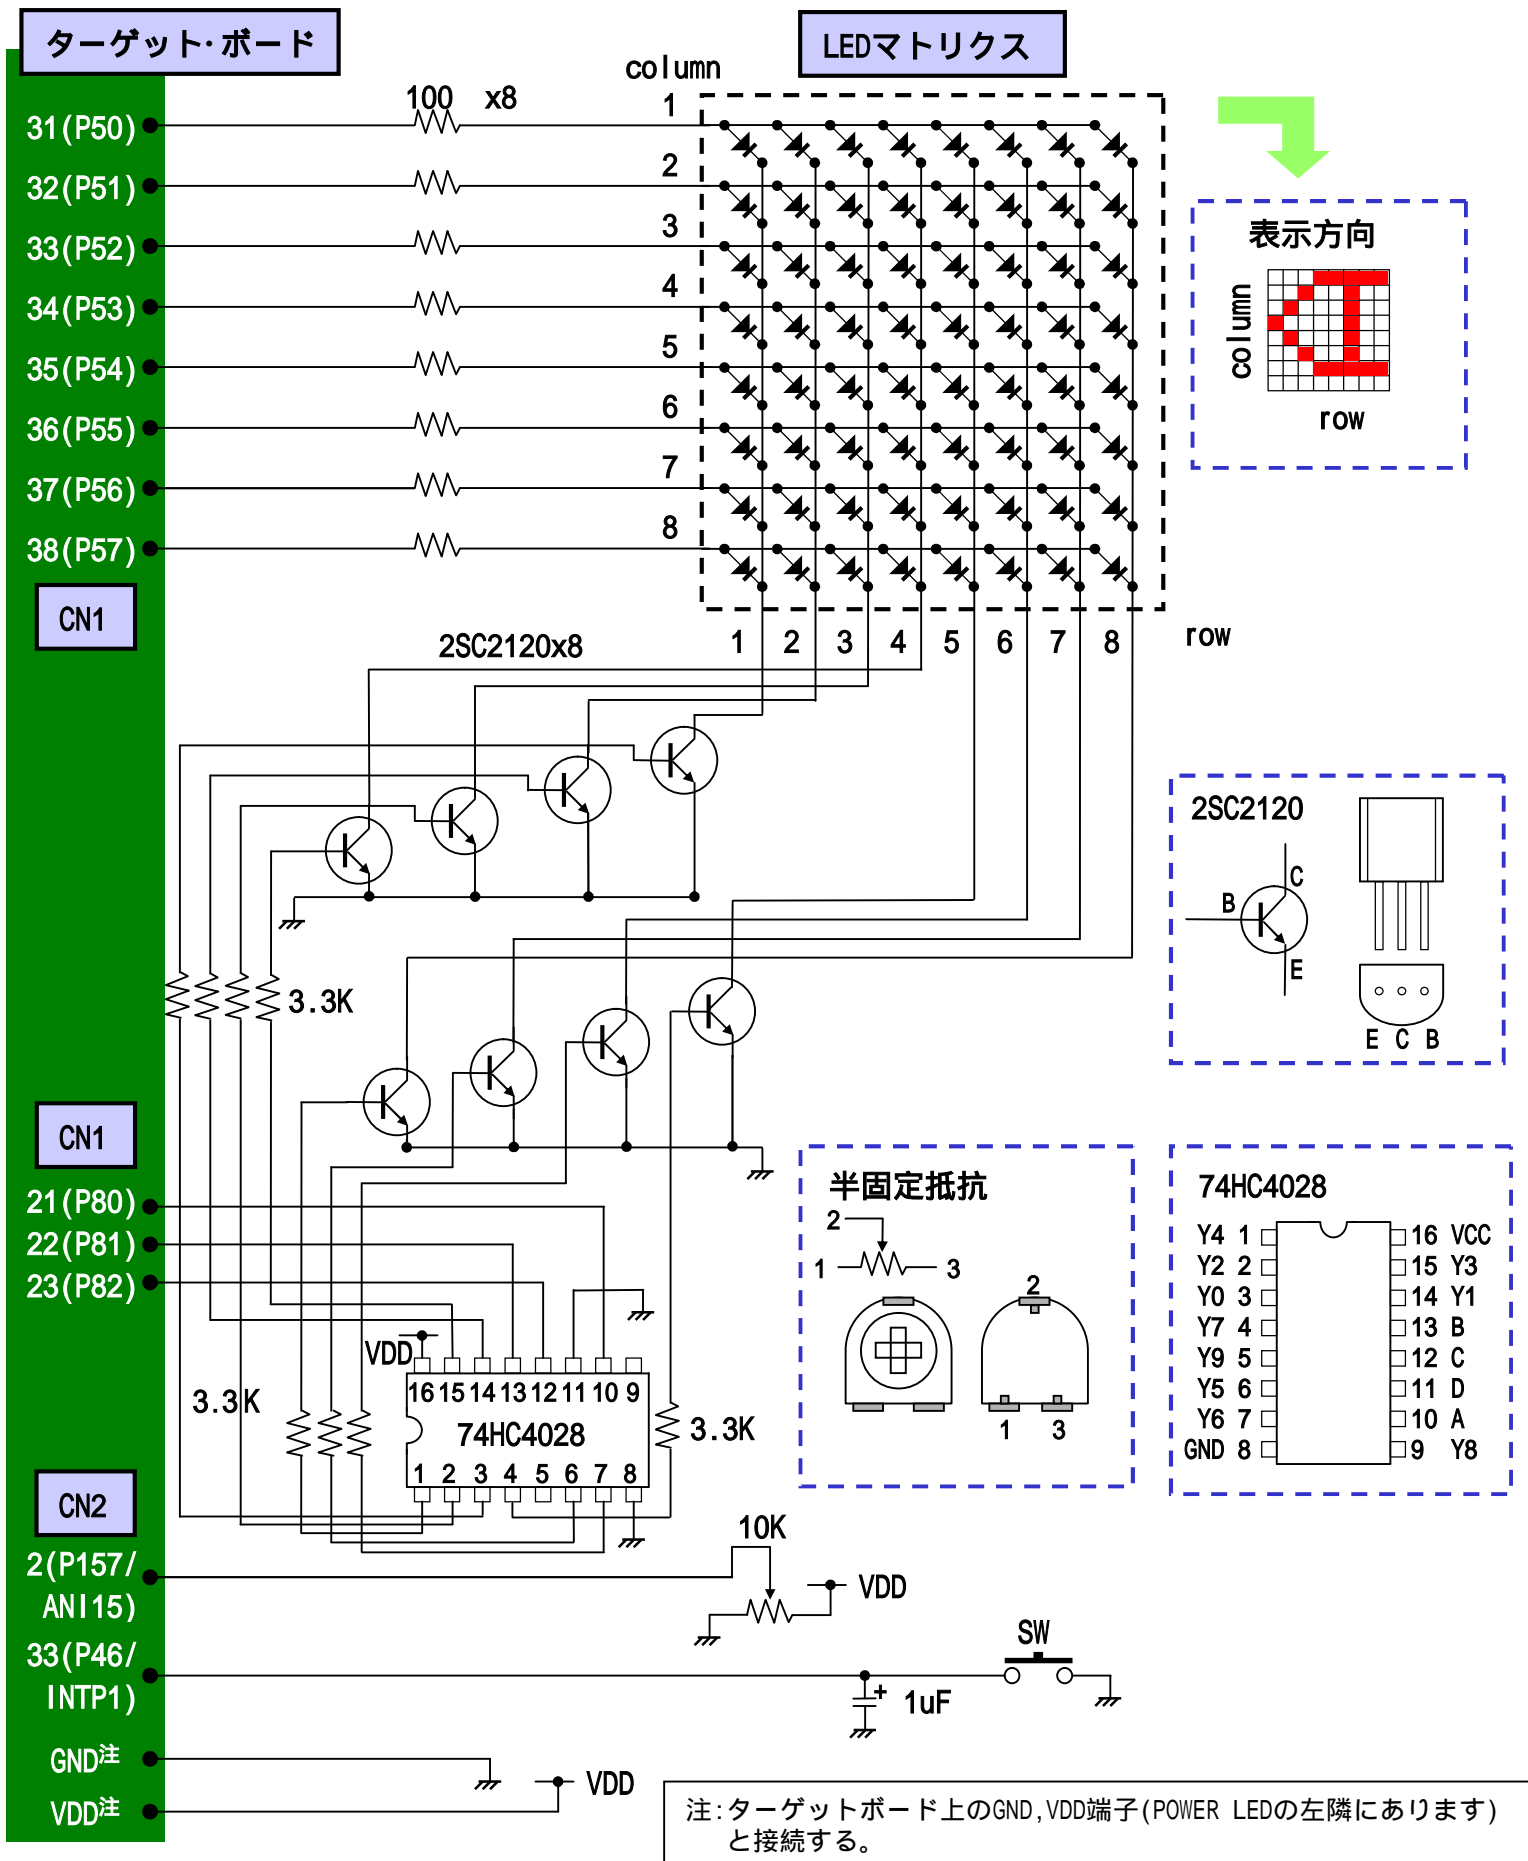 ターゲット･ボード
LEDマトリクス
column
100 x8
31(P50)
1
32(P51)
2
33(P52)
3
34(P53)
4
35(P54)
5
36(P55)
6
37(P56)
7
38(P57)
8
表示方向
column
row
CN1
1 2 3 4 5 6 7 8 row
2SC2120x8
3.3K
2SC2120
C
B
E
E C B
CN1
21(P80)
22(P81)
23(P82)
VDD
16 15 14 13 12 11 10 9
74HC4028
1 2 3 4 5 6 7 8
3.3K
3.3K
半固定抵抗
2
1 3
2
1 3
74HC4028
Y4 1 16 VCC
Y2 2 15 Y3
Y0 3 14 Y1
Y7 4 13 B
Y9 5 12 C
Y5 6 11 D
Y6 7 10 A
GND 8 9 Y8
CN2
2(P157/
ANI15)
10K
VDD
33(P46/
INTP1)
SW
+
1uF
GND注
VDD注
VDD
注:ターゲットボード上のGND,VDD端子(POWER LEDの左隣にあります)
と接続する。